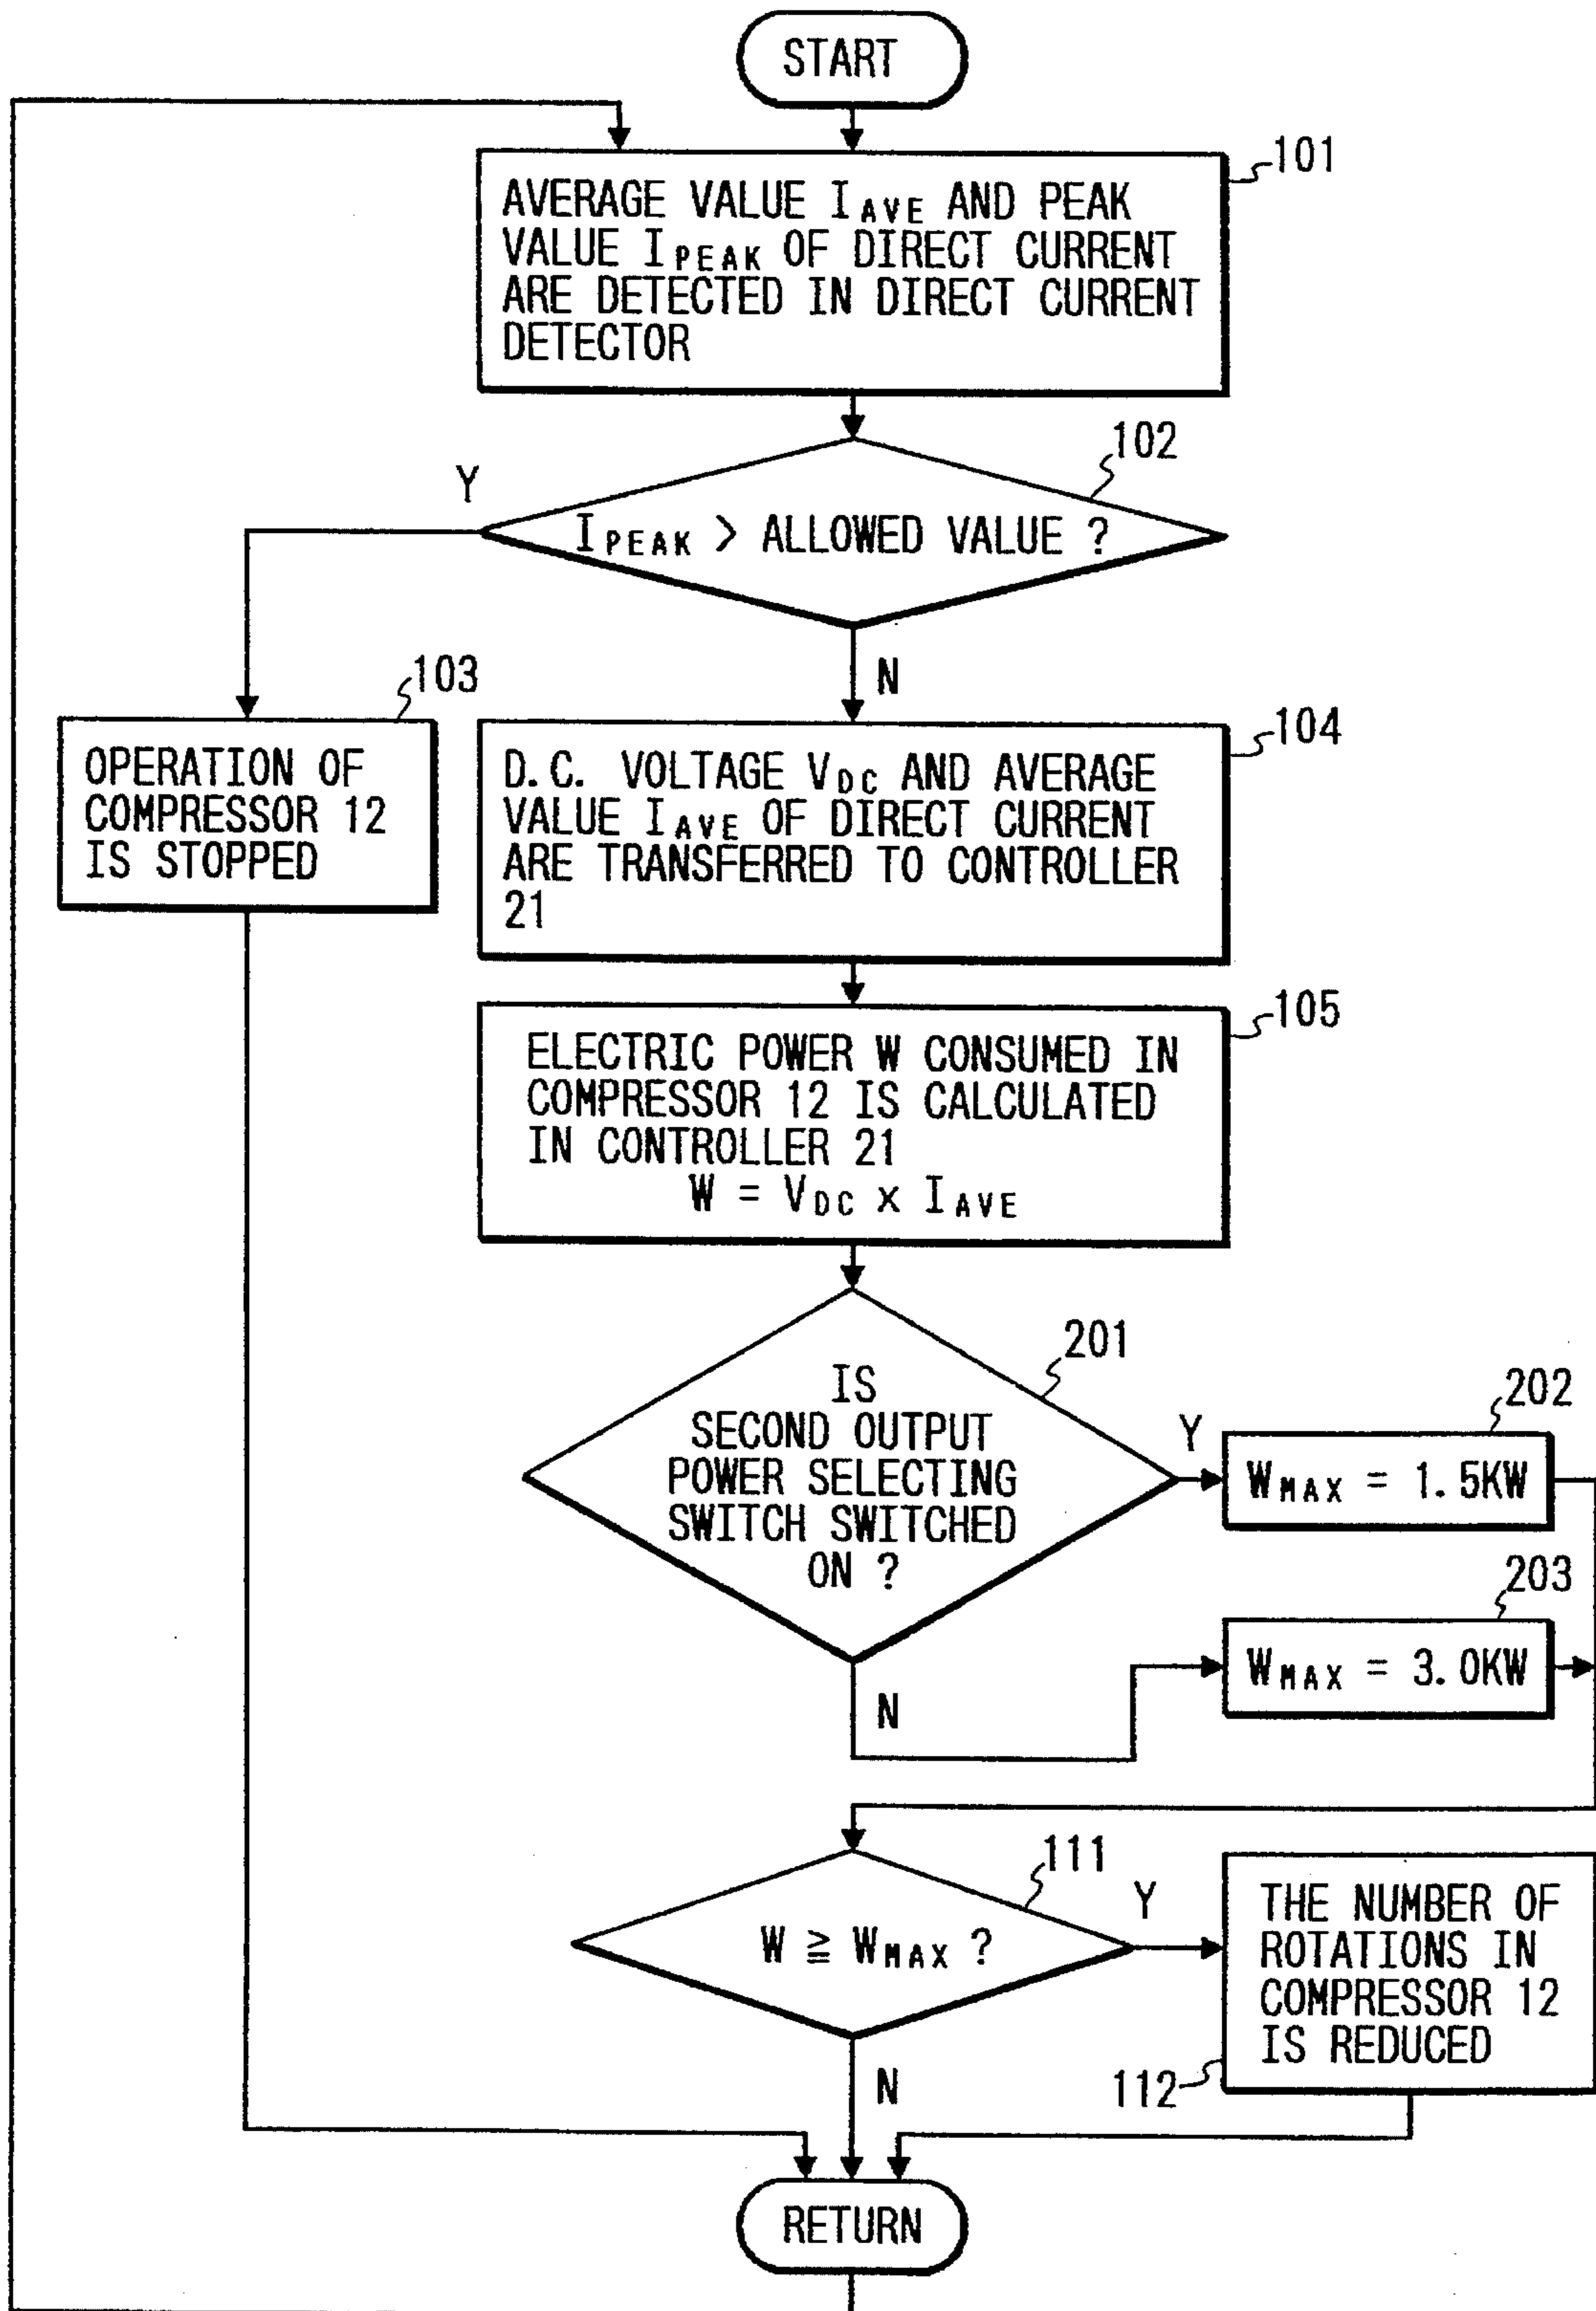 START
101
AVERAGE VALUE IAVE AND PEAK
VALUE IPEAK OF DIRECT CURRENT
ARE DETECTED IN DIRECT CURRENT
DETECTOR
102
Y
IPEAK > ALLOWED VALUE ?
N
103
OPERATION OF
COMPRESSOR 12
IS STOPPED
104
D.C. VOLTAGE VDC AND AVERAGE
VALUE IAVE OF DIRECT CURRENT
ARE TRANSFERRED TO CONTROLLER
21
105
ELECTRIC POWER W CONSUMED IN
COMPRESSOR 12 IS CALCULATED
IN CONTROLLER 21
W = VDC x IAVE
201
IS
SECOND OUTPUT
POWER SELECTING
SWITCH SWITCHED
ON ?
Y
202
WMAX = 1.5KW
203
WMAX = 3.0KW
N
111
W ≧ WMAX ?
Y
THE NUMBER OF
ROTATIONS IN
COMPRESSOR 12
IS REDUCED
112
N
RETURN